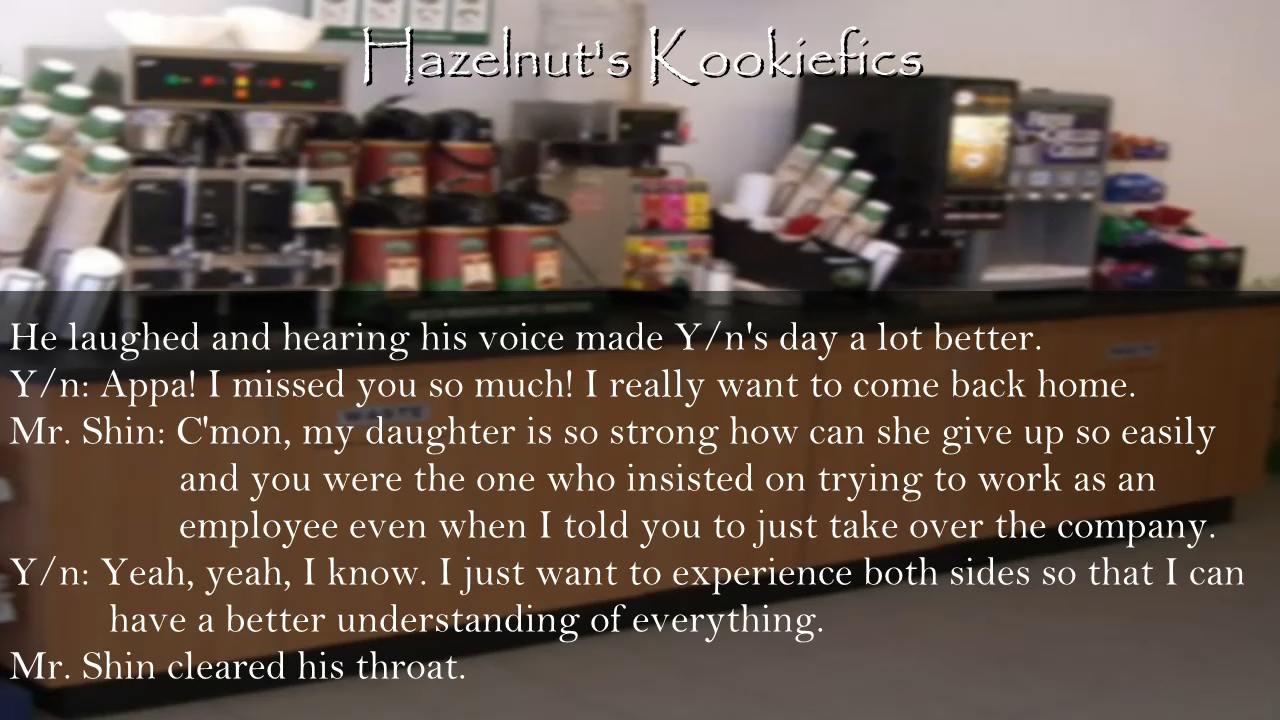 Hazelnut's Kookiefics
He laughed and hearing his voice made Y/n's day a lot better.
Y/n: Appa! I missed you so much! I really want to come back home.
Mr. Shin: C'mon, my daughter is so strong how can she give up so easily
and you were the one who insisted on trying to work as an
employee even when I told you to just take over the company.
Y/n: Yeah, yeah, I know. I just want to experience both sides so that I can
have a better understanding of everything.
Mr. Shin cleared his throat.